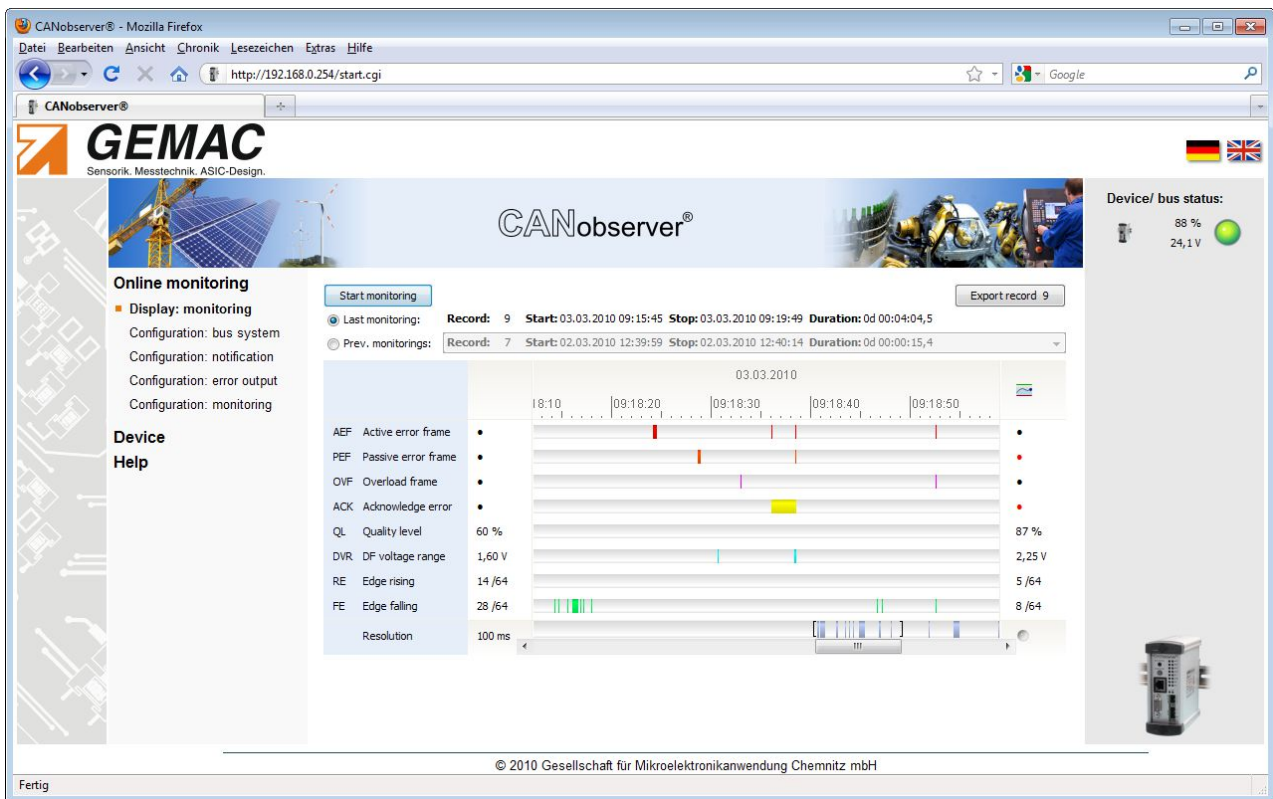 CANobserver® - Mozilla Firefox
Datei Bearbeiten Ansicht Chronik Lesezeichen Extras Hilfe
http://192.168.0.254/start.cgi
Google
CANobserver®
GEMAC
Sensorik. Messtechnik. ASIC-Design.
CANobserver®
Device/ bus status:
88 %
24,1 V
Online monitoring
Display: monitoring
Configuration: bus system
Configuration: notification
Configuration: error output
Configuration: monitoring
Device
Help
Start monitoring
Export record 9
Last monitoring: Record: 9 Start: 03.03.2010 09:15:45 Stop: 03.03.2010 09:19:49 Duration: 0d 00:04:04,5
Prev. monitorings: Record: 7 Start: 02.03.2010 12:39:59 Stop: 02.03.2010 12:40:14 Duration: 0d 00:00:15,4
03.03.2010
18:10 09:18:20 09:18:30 09:18:40 09:18:50
AEF Active error frame
PEF Passive error frame
OVF Overload frame
ACK Acknowledge error
QL Quality level 60 % 87 %
DVR DF voltage range 1,60 V 2,25 V
RE Edge rising 14 /64 5 /64
FE Edge falling 28 /64 8 /64
Resolution 100 ms
© 2010 Gesellschaft für Mikroelektronikanwendung Chemnitz mbH
Fertig